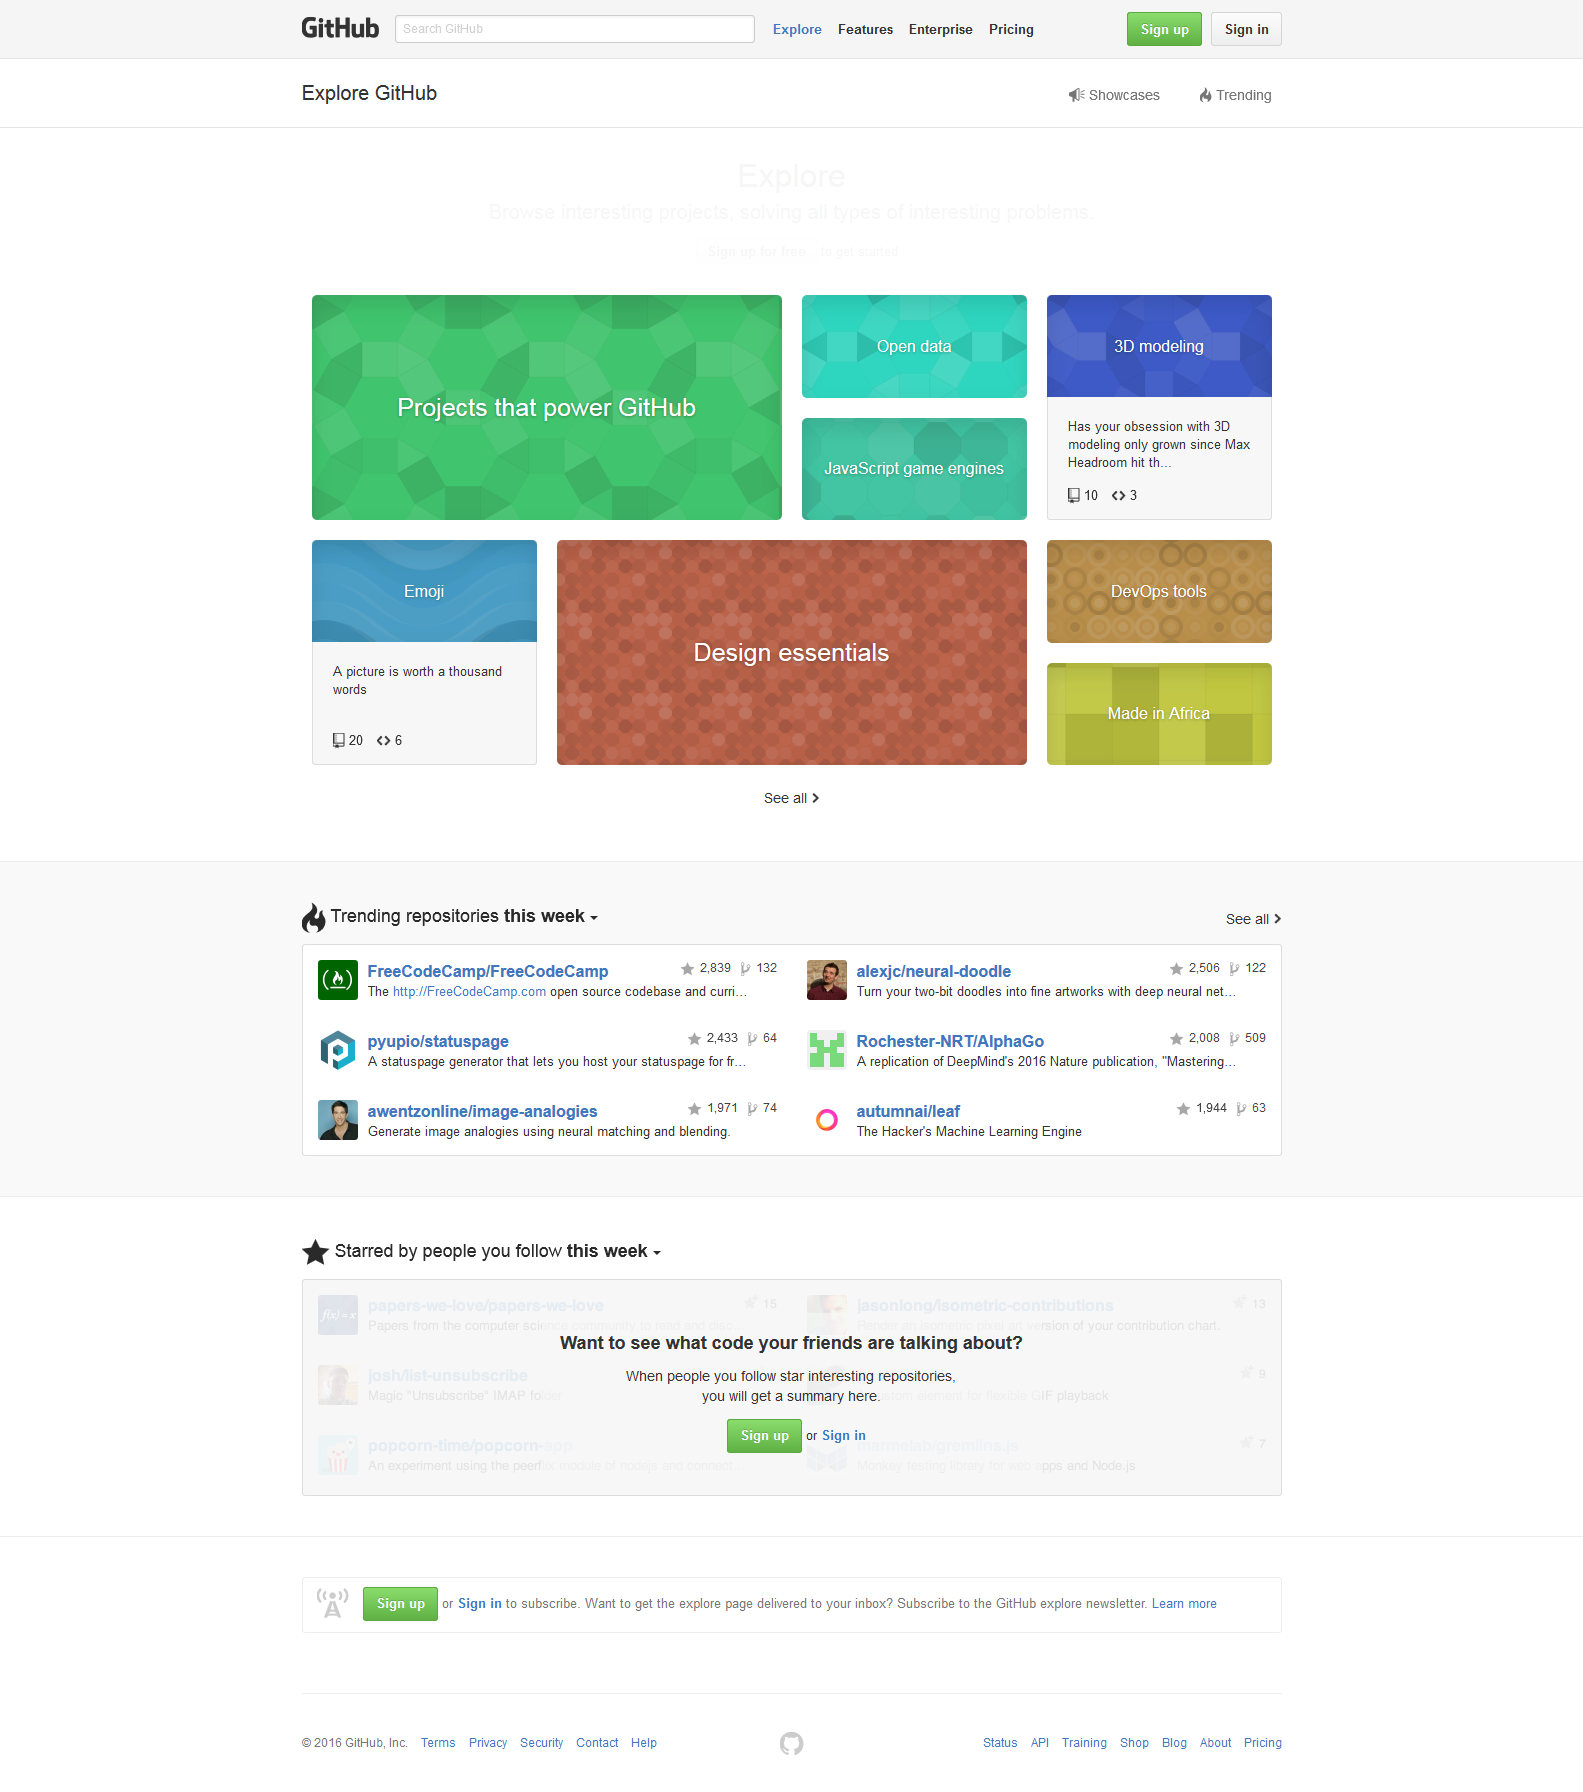 GitHub
Search GitHub
Explore Features Enterprise Pricing
Sign up Sign in
Explore GitHub
Showcases Trending
Explore
Browse interesting projects, solving all types of interesting problems.
Sign up for free to get started
Projects that power GitHub
Open data
JavaScript game engines
3D modeling
Has your obsession with 3D
modeling only grown since Max
Headroom hit th...
10 3
Emoji
A picture is worth a thousand
words
20 6
Design essentials
DevOps tools
Made in Africa
See all
Trending repositories this week
See all
FreeCodeCamp/FreeCodeCamp 2,839 132
The http://FreeCodeCamp.com open source codebase and curri...
alexjc/neural-doodle 2,506 122
Turn your two-bit doodles into fine artworks with deep neural net...
pyupio/statuspage 2,433 64
A statuspage generator that lets you host your statuspage for fr...
Rochester-NRT/AlphaGo 2,008 509
A replication of DeepMind's 2016 Nature publication, "Mastering...
awentzonline/image-analogies 1,971 74
Generate image analogies using neural matching and blending.
autumnai/leaf 1,944 63
The Hacker's Machine Learning Engine
Starred by people you follow this week
f(x) = x
papers-we-love/papers-we-love 15
Papers from the computer science community to read and disc...
jasonlong/isometric-contributions 13
Render an isometric pixel an version of your contribution chart.
Want to see what code your friends are talking about?
josh/list-unsubscribe
Magic "Unsubscribe" IMAP folder
9
custom element for flexible GIF playback
When people you follow star interesting repositories,
you will get a summary here.
Sign up or Sign in
popcorn-time/popcorn-app
An experiment using the peerflix module of nodejs and connect...
marmelab/gremlins.js 7
Monkey testing library for web apps and Node.js
Sign up or Sign in to subscribe. Want to get the explore page delivered to your inbox? Subscribe to the GitHub explore newsletter. Learn more
© 2016 GitHub, Inc. Terms Privacy Security Contact Help
Status API Training Shop Blog About Pricing